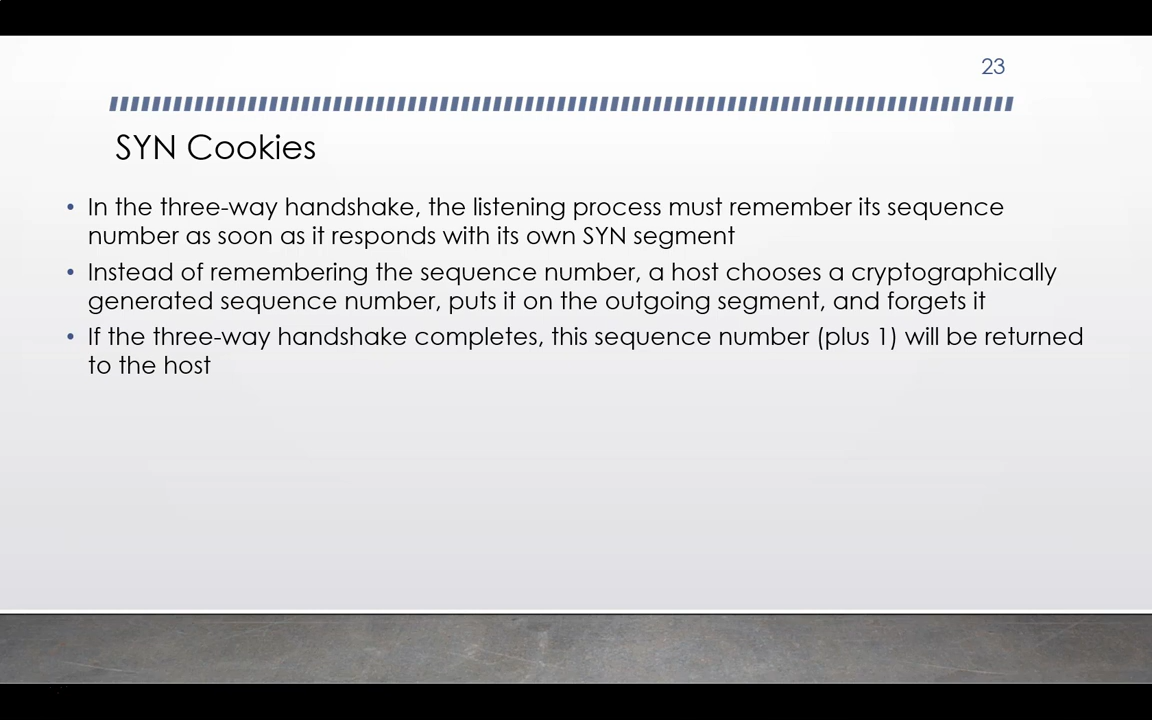 23
SYN Cookies
• In the three-way handshake, the listening process must remember its sequence
number as soon as it responds with its own SYN segment
• Instead of remembering the sequence number, a host chooses a cryptographically
generated sequence number, puts it on the outgoing segment, and forgets it
• If the three-way handshake completes, this sequence number (plus 1) will be returned
to the host